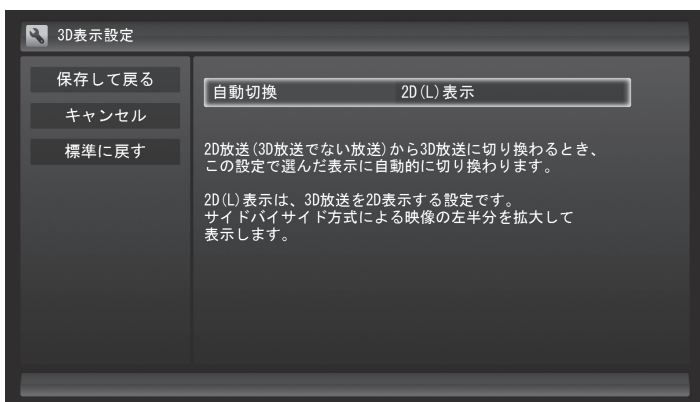 3D表示設定
保存して戻る
キャンセル
標準に戻す
自動切換 2D(L)表示
2D放送(3D放送でない放送)から3D放送に切り換わるとき、
この設定で選んだ表示に自動的に切り換わります。
2D(L)表示は、3D放送を2D表示する設定です。
サイドバイサイド方式による映像の左半分を拡大して
表示します。